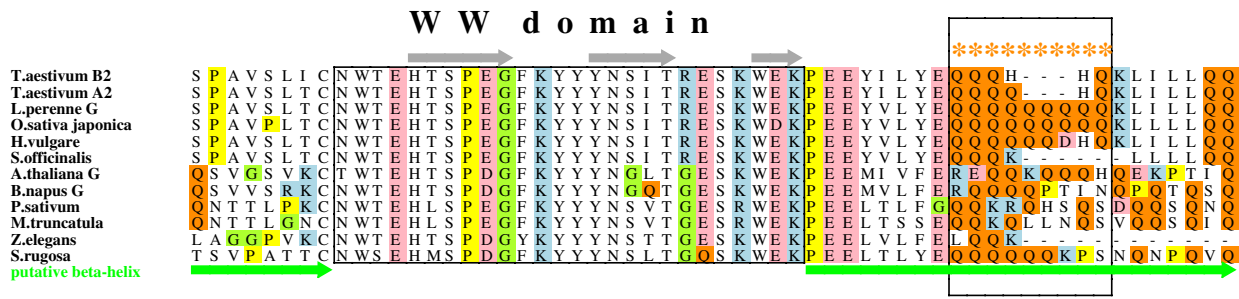 W W d o m a i n
**********
T.aestivum B2 S P A V S L I C N W T E H T S P E G F K Y Y Y N S I T R E S K W E K P E E Y I L Y E Q Q Q H - - - H Q K L I L L Q Q
T.aestivum A2 S P A V S L T C N W T E H T S P E G F K Y Y Y N S I T R E S K W E K P E E Y I L Y E Q Q Q Q - - - H Q K L I L L Q Q
L.perenne G S P A V S L T C N W T E H T S P E G F K Y Y Y N S I T R E S K W E K P E E Y V L Y E Q Q Q Q Q Q Q Q Q Q K L I L L Q Q
O.sativa japonica S P A V P L T C N W T E H T S P E G F K Y Y Y N S I T R E S K W D K P E E Y V L Y E Q Q Q Q Q Q Q Q Q Q K L L L L Q Q
H.vulgare S P A V S L T C N W T E H T S P E G F K Y Y Y N S I T R E S K W E K P E E Y V L Y E Q Q Q Q Q Q Q D H Q K L I L L Q Q
S.officinalis S P A V S L T C N W T E H T S P E G F K Y Y Y N S I T R E S K W E K P E E Y V L Y E Q Q Q K - - - - - - - - - L L Q Q
A.thaliana G Q S V G S V K C T W T E H T S P D G F K Y Y Y N G L T G E S K W E K P E E M I V F E R E Q Q K Q Q Q H Q E K P T I Q
B.napus G Q S V V S R K C N W T E H T S P D G F K Y Y Y N G Q T G E S K W E K P E E M V L F E R Q Q Q Q P T I N Q P Q T Q S Q
P.sativum Q N T T L P K C N W T E H L S P E G F K Y Y Y N S V T G E S R W E K P E E L T L F G Q Q K R Q H S Q S D Q Q S Q N Q
M.truncatula Q N T T L G N C N W T E H L S P E G F K Y Y Y N S V T G E S R W E K P E E L T S S E Q Q K Q L L N Q S V Q Q S Q I Q
Z.elegans L A G G P V K C N W T E H T S P D G Y K Y Y Y N S T T G E S K W E K P E E L V L F E L Q Q K - - - - - - - - - - - - -
S.rugosa T S V P A T T C N W S E H M S P D G F K Y Y Y N S L T G Q S K W E K P E E L T L Y E Q Q Q Q Q Q K P S N Q N P Q V Q
putative beta-helix